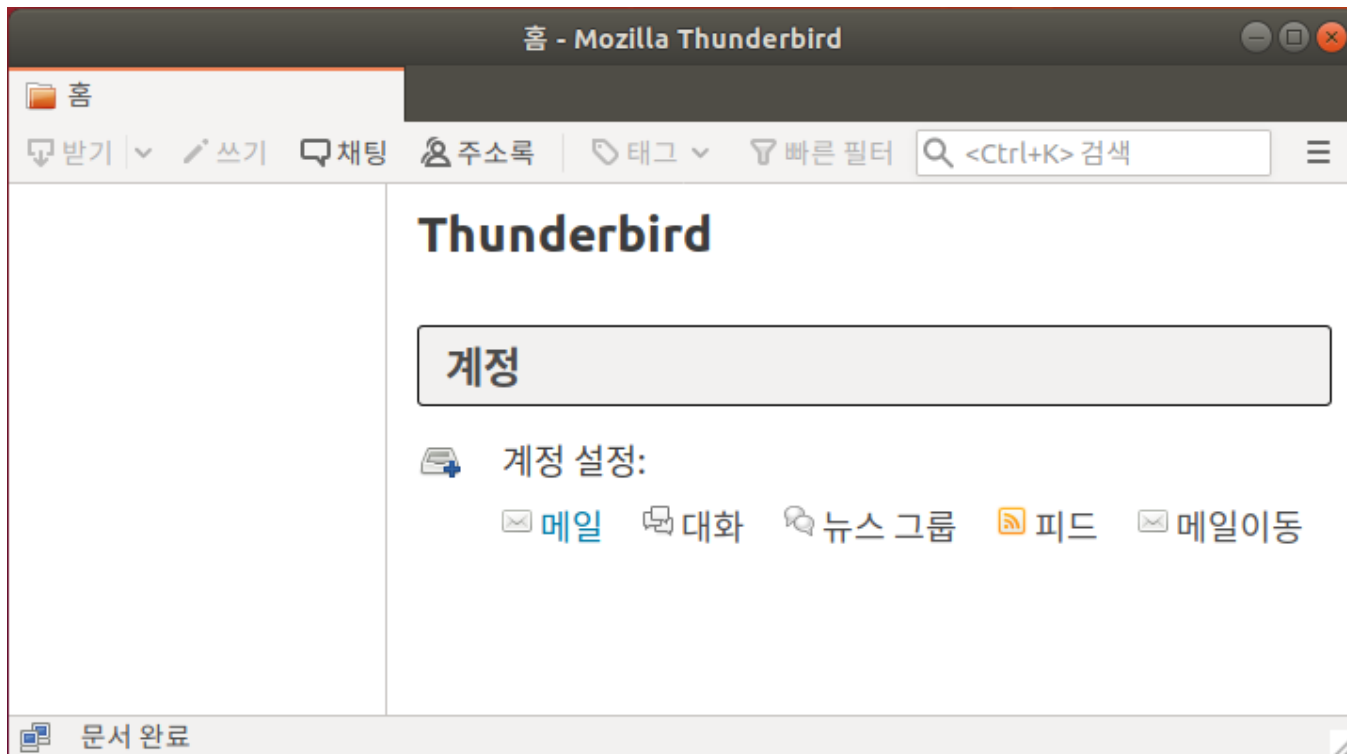 홈 - Mozilla Thunderbird
홈
받기 쓰기 채팅 주소록 태그 빠른 필터 <Ctrl+K> 검색
Thunderbird
계정
계정 설정:
메일 대화 뉴스 그룹 피드 메일이동
문서 완료